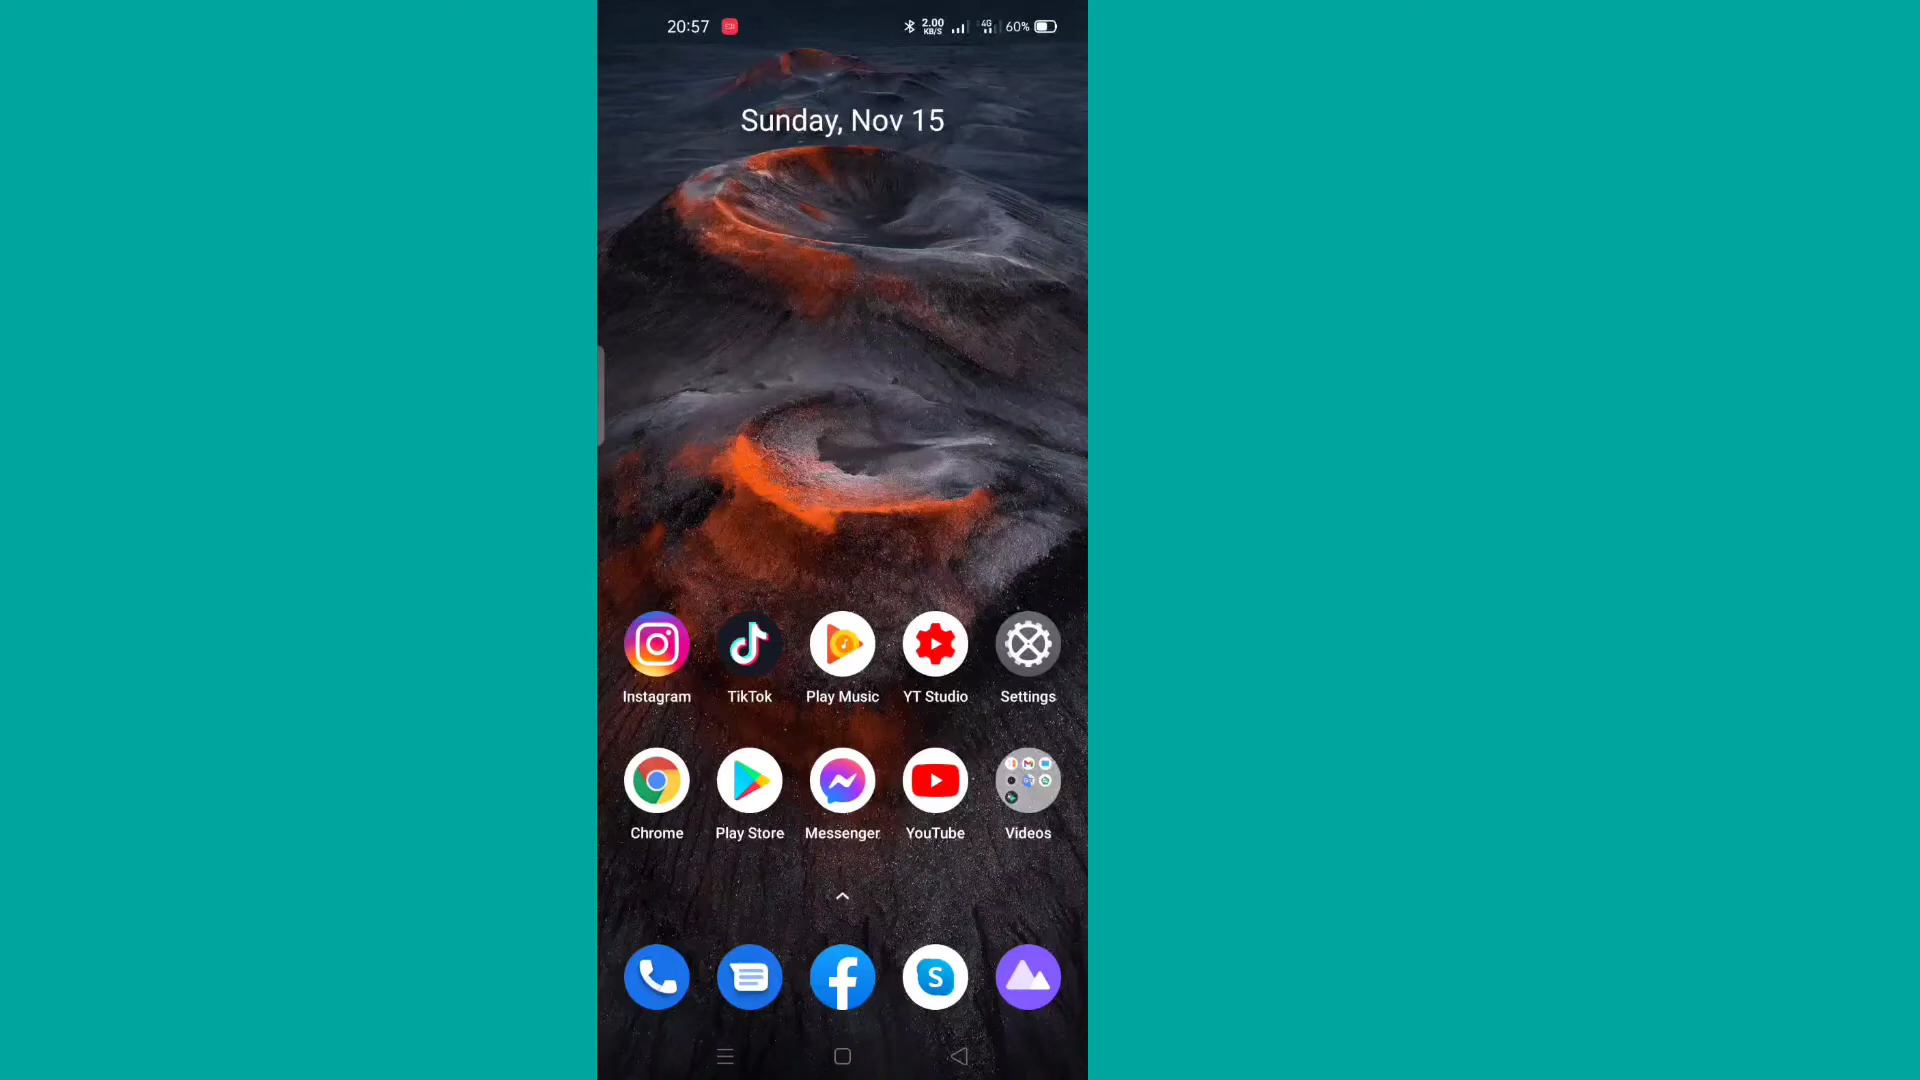 20:57
2.00 KB/S 4G 60%
Sunday, Nov 15
Instagram TikTok Play Music YT Studio Settings
Chrome Play Store Messenger YouTube Videos
S